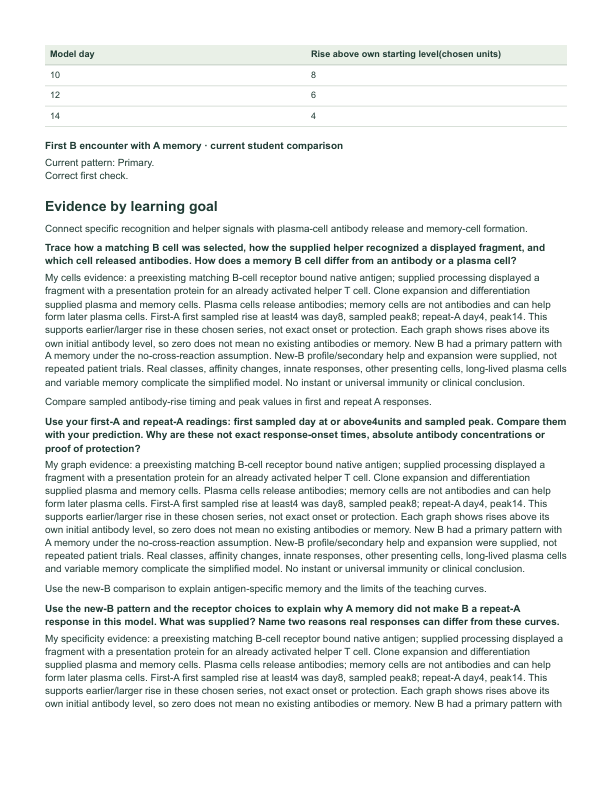 Model day Rise above own starting level(chosen units)
10 8
12 6
14 4
First B encounter with A memory · current student comparison
Current pattern: Primary.
Correct first check.
Evidence by learning goal
Connect specific recognition and helper signals with plasma-cell antibody release and memory-cell formation.
Trace how a matching B cell was selected, how the supplied helper recognized a displayed fragment, and
which cell released antibodies. How does a memory B cell differ from an antibody or a plasma cell?
My cells evidence: a preexisting matching B-cell receptor bound native antigen; supplied processing displayed a
fragment with a presentation protein for an already activated helper T cell. Clone expansion and differentiation
supplied plasma and memory cells. Plasma cells release antibodies; memory cells are not antibodies and can help
form later plasma cells. First-A first sampled rise at least4 was day8, sampled peak8; repeat-A day4, peak14. This
supports earlier/larger rise in these chosen series, not exact onset or protection. Each graph shows rises above its
own initial antibody level, so zero does not mean no existing antibodies or memory. New B had a primary pattern with
A memory under the no-cross-reaction assumption. New-B profile/secondary help and expansion were supplied, not
repeated patient trials. Real classes, affinity changes, innate responses, other presenting cells, long-lived plasma cells
and variable memory complicate the simplified model. No instant or universal immunity or clinical conclusion.
Compare sampled antibody-rise timing and peak values in first and repeat A responses.
Use your first-A and repeat-A readings: first sampled day at or above4units and sampled peak. Compare them
with your prediction. Why are these not exact response-onset times, absolute antibody concentrations or
proof of protection?
My graph evidence: a preexisting matching B-cell receptor bound native antigen; supplied processing displayed a
fragment with a presentation protein for an already activated helper T cell. Clone expansion and differentiation
supplied plasma and memory cells. Plasma cells release antibodies; memory cells are not antibodies and can help
form later plasma cells. First-A first sampled rise at least4 was day8, sampled peak8; repeat-A day4, peak14. This
supports earlier/larger rise in these chosen series, not exact onset or protection. Each graph shows rises above its
own initial antibody level, so zero does not mean no existing antibodies or memory. New B had a primary pattern with
A memory under the no-cross-reaction assumption. New-B profile/secondary help and expansion were supplied, not
repeated patient trials. Real classes, affinity changes, innate responses, other presenting cells, long-lived plasma cells
and variable memory complicate the simplified model. No instant or universal immunity or clinical conclusion.
Use the new-B comparison to explain antigen-specific memory and the limits of the teaching curves.
Use the new-B pattern and the receptor choices to explain why A memory did not make B a repeat-A
response in this model. What was supplied? Name two reasons real responses can differ from these curves.
My specificity evidence: a preexisting matching B-cell receptor bound native antigen; supplied processing displayed a
fragment with a presentation protein for an already activated helper T cell. Clone expansion and differentiation
supplied plasma and memory cells. Plasma cells release antibodies; memory cells are not antibodies and can help
form later plasma cells. First-A first sampled rise at least4 was day8, sampled peak8; repeat-A day4, peak14. This
supports earlier/larger rise in these chosen series, not exact onset or protection. Each graph shows rises above its
own initial antibody level, so zero does not mean no existing antibodies or memory. New B had a primary pattern with